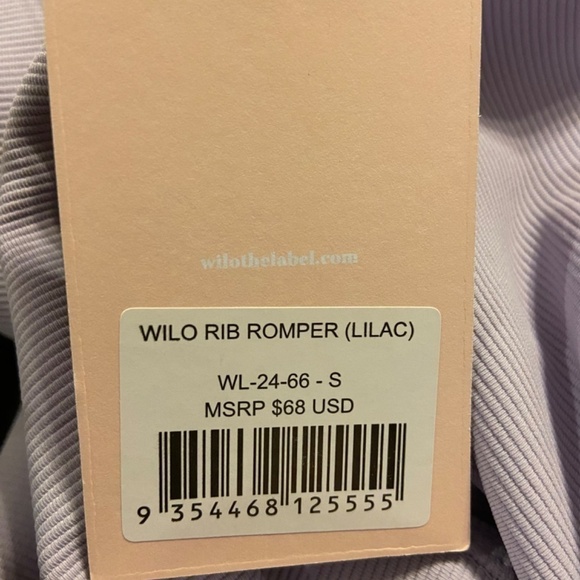 wilothelabel.com
WILO RIB ROMPER (LILAC)
WL-24-66 - S
MSRP $68 USD
9 354468 125555